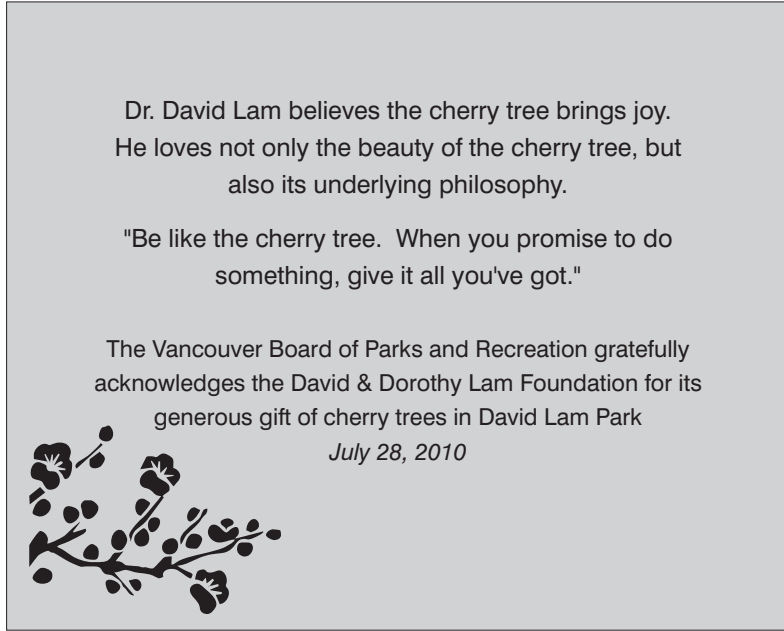 Dr. David Lam believes the cherry tree brings joy.
He loves not only the beauty of the cherry tree, but
also its underlying philosophy.
"Be like the cherry tree.  When you promise to do
something, give it all you've got."
The Vancouver Board of Parks and Recreation gratefully
acknowledges the David & Dorothy Lam Foundation for its
generous gift of cherry trees in David Lam Park
July 28, 2010